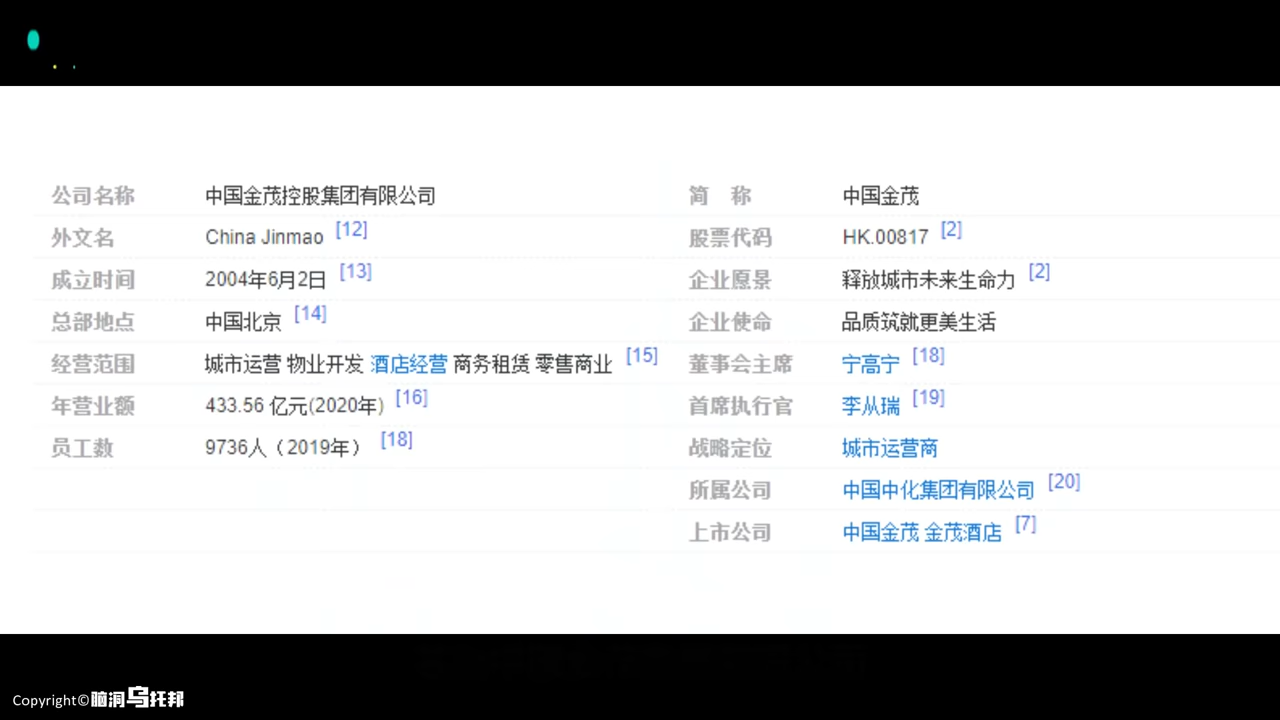 公司名称 中国金茂控股集团有限公司
外文名 China Jinmao [12]
成立时间 2004年6月2日 [13]
总部地点 中国北京 [14]
经营范围 城市运营 物业开发 酒店经营 商务租赁 零售商业 [15]
年营业额 433.56 亿元(2020年) [16]
员工数 9736人（2019年） [18]
简 称 中国金茂
股票代码 HK.00817 [2]
企业愿景 释放城市未来生命力 [2]
企业使命 品质筑就更美生活
董事会主席 宁高宁 [18]
首席执行官 李从瑞 [19]
战略定位 城市运营商
所属公司 中国中化集团有限公司 [20]
上市公司 中国金茂 金茂酒店 [7]
Copyright©脑洞乌托邦